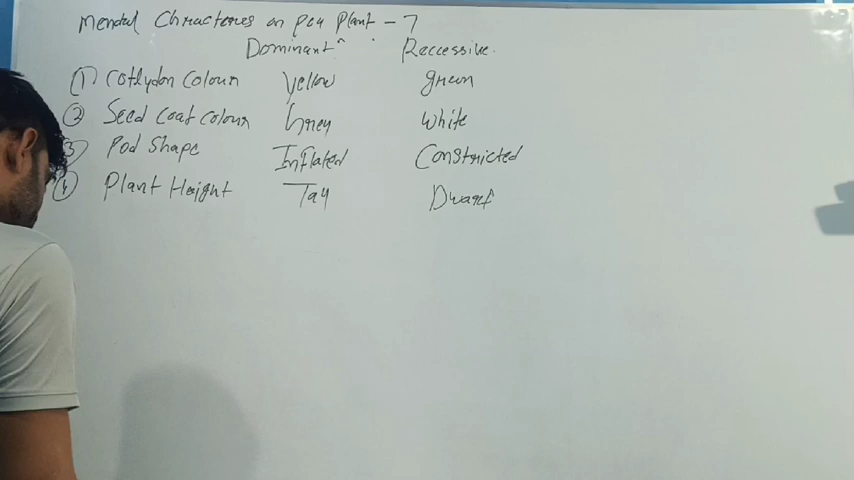 Mendel Chracteres on pea plant - 7
Dominant Reccessive.
① Cotlydon Colour Yellow green
② Seed Coat Colour Grey White
③ Pod Shape Inflated Constricted
④ Plant Height Tall Dwarf